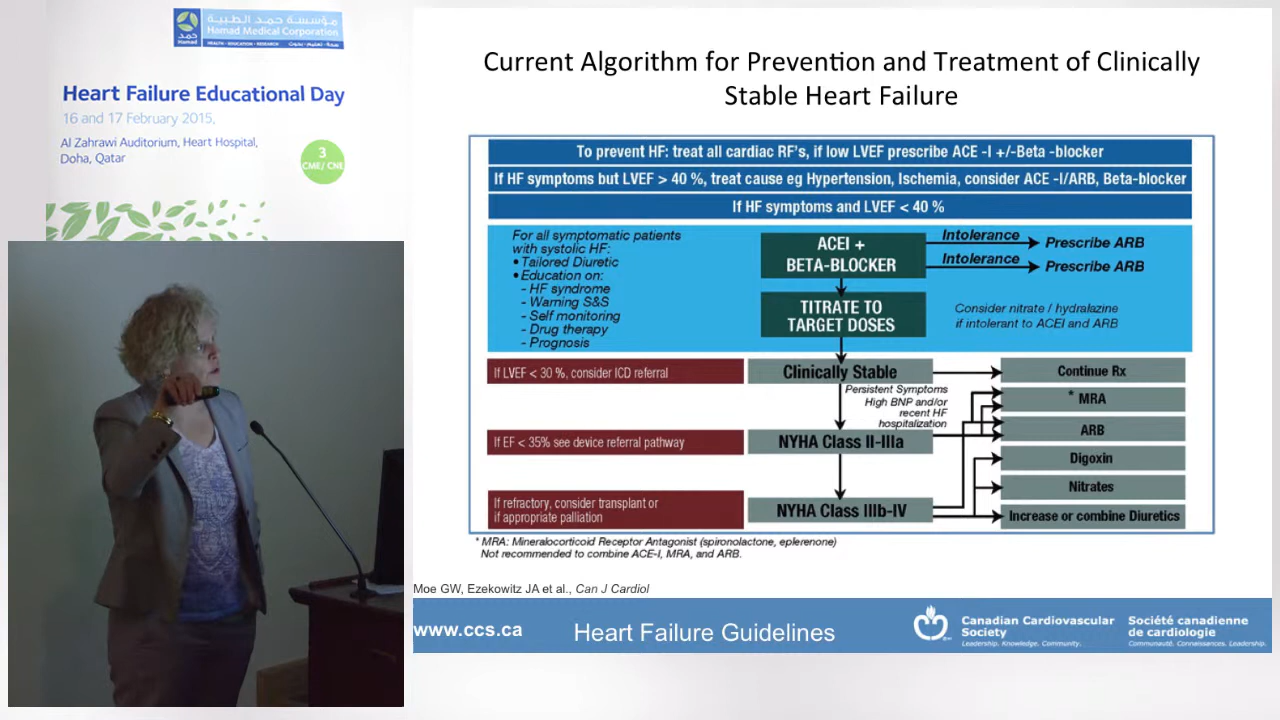 مؤسسة حمد الطبية
Hamad Medical Corporation
HEALTH • EDUCATION • RESEARCH صحة • تعليم • بحوث
حمد
Hamad
Heart Failure Educational Day
16 and 17 February 2015,
Al Zahrawi Auditorium, Heart Hospital,
Doha, Qatar
3
CME/ CNE
Current Algorithm for Prevention and Treatment of Clinically
Stable Heart Failure
To prevent HF: treat all cardiac RF's, if low LVEF prescribe ACE -I +/-Beta -blocker
If HF symptoms but LVEF > 40 %, treat cause eg Hypertension, Ischemia, consider ACE -I/ARB, Beta-blocker
If HF symptoms and LVEF < 40 %
For all symptomatic patients
with systolic HF:
• Tailored Diuretic
• Education on:
- HF syndrome
- Warning S&S
- Self monitoring
- Drug therapy
- Prognosis
ACEI +
BETA-BLOCKER
Intolerance
Prescribe ARB
Intolerance
Prescribe ARB
TITRATE TO
TARGET DOSES
Consider nitrate / hydralazine
if intolerant to ACEI and ARB
If LVEF < 30 %, consider ICD referral
Clinically Stable
Continue Rx
Persistent Symptoms
High BNP and/or
recent HF
hospitalization
* MRA
ARB
If EF < 35% see device referral pathway
NYHA Class II-IIIa
Digoxin
Nitrates
If refractory, consider transplant or
if appropriate palliation
NYHA Class IIIb-IV
Increase or combine Diuretics
* MRA: Mineralocorticoid Receptor Antagonist (spironolactone, eplerenone)
Not recommended to combine ACE-I, MRA, and ARB.
Moe GW, Ezekowitz JA et al., Can J Cardiol
www.ccs.ca
Heart Failure Guidelines
Canadian Cardiovascular
Society
Leadership. Knowledge. Community.
Société canadienne
de cardiologie
Communauté. Connaissances. Leadership.